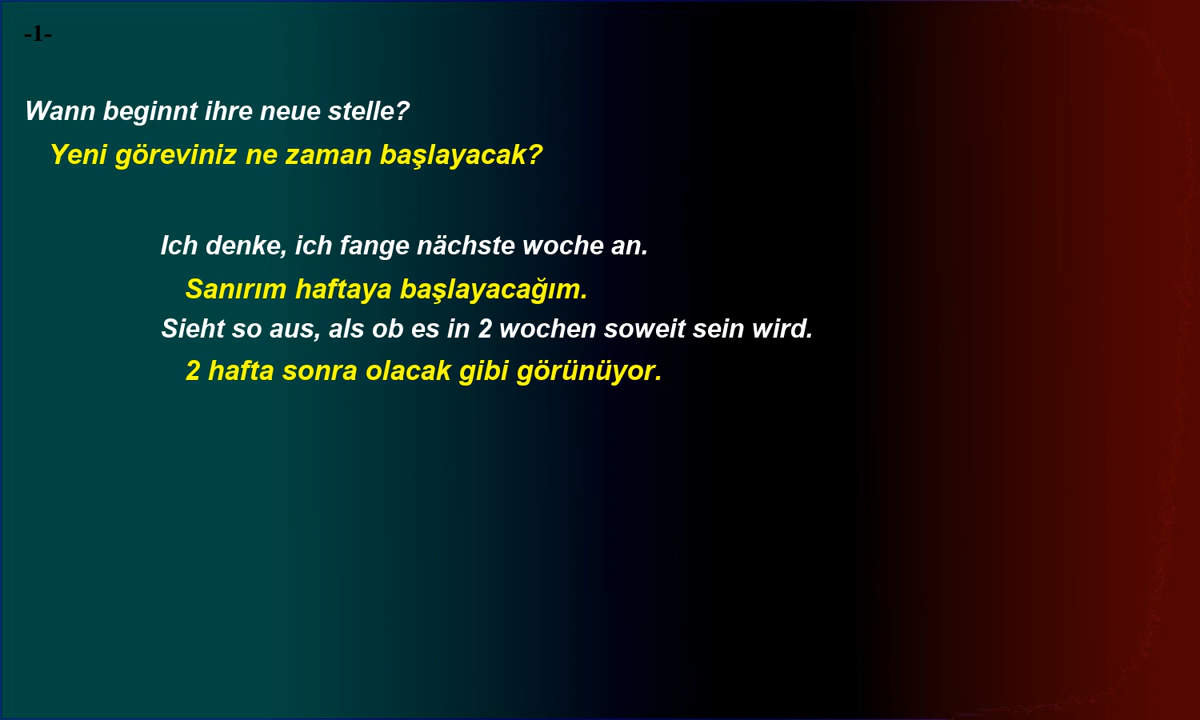 -1-
Wann beginnt ihre neue stelle?
Yeni göreviniz ne zaman başlayacak?
Ich denke, ich fange nächste woche an.
Sanırım haftaya başlayacağım.
Sieht so aus, als ob es in 2 wochen soweit sein wird.
2 hafta sonra olacak gibi görünüyor.